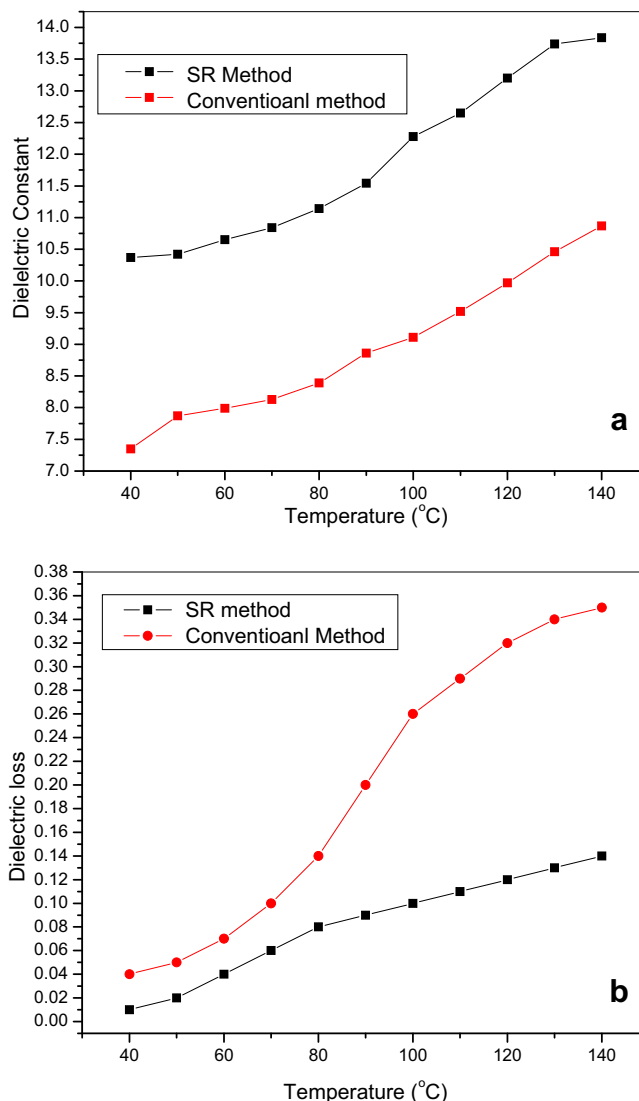 14.0
13.5
13.0
12.5
12.0
11.5
11.0
10.5
10.0
9.5
9.0
8.5
8.0
7.5
7.0
Dielelctric Constant
SR Method
Conventioanl method
a
40 60 80 100 120 140
Temperature (°C)
0.38
0.36
0.34
0.32
0.30
0.28
0.26
0.24
0.22
0.20
0.18
0.16
0.14
0.12
0.10
0.08
0.06
0.04
0.02
0.00
Dielectric loss
SR method
Conventioanl Method
b
40 60 80 100 120 140
Temperature (°C)